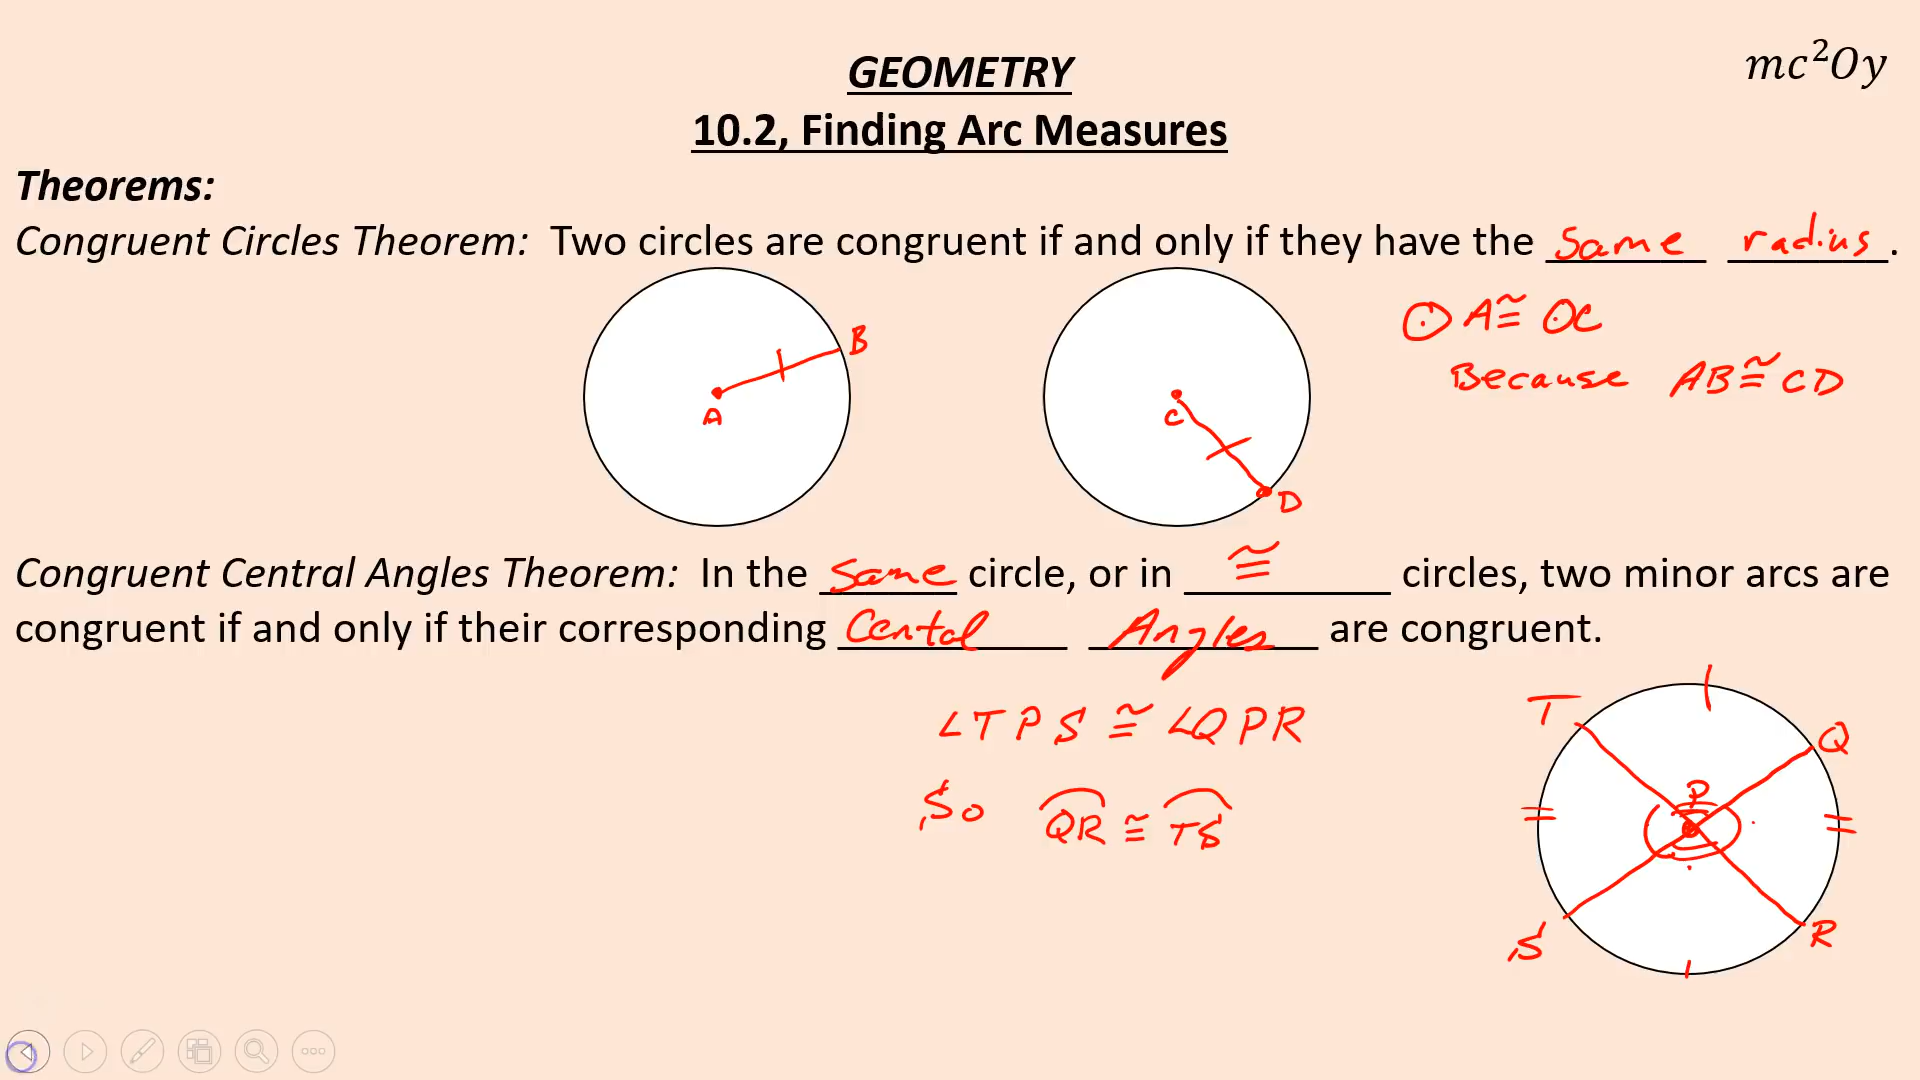 GEOMETRY
mc²Oy
10.2, Finding Arc Measures
Theorems:
Congruent Circles Theorem: Two circles are congruent if and only if they have the same radius.
B
A
C
D
⊙A ≅ ⊙C
Because AB ≅ CD
Congruent Central Angles Theorem: In the same circle, or in ≅ circles, two minor arcs are
congruent if and only if their corresponding Cental Angles are congruent.
∠TPS ≅ ∠QPR
So QR ≅ TS
T
Q
P
S
R